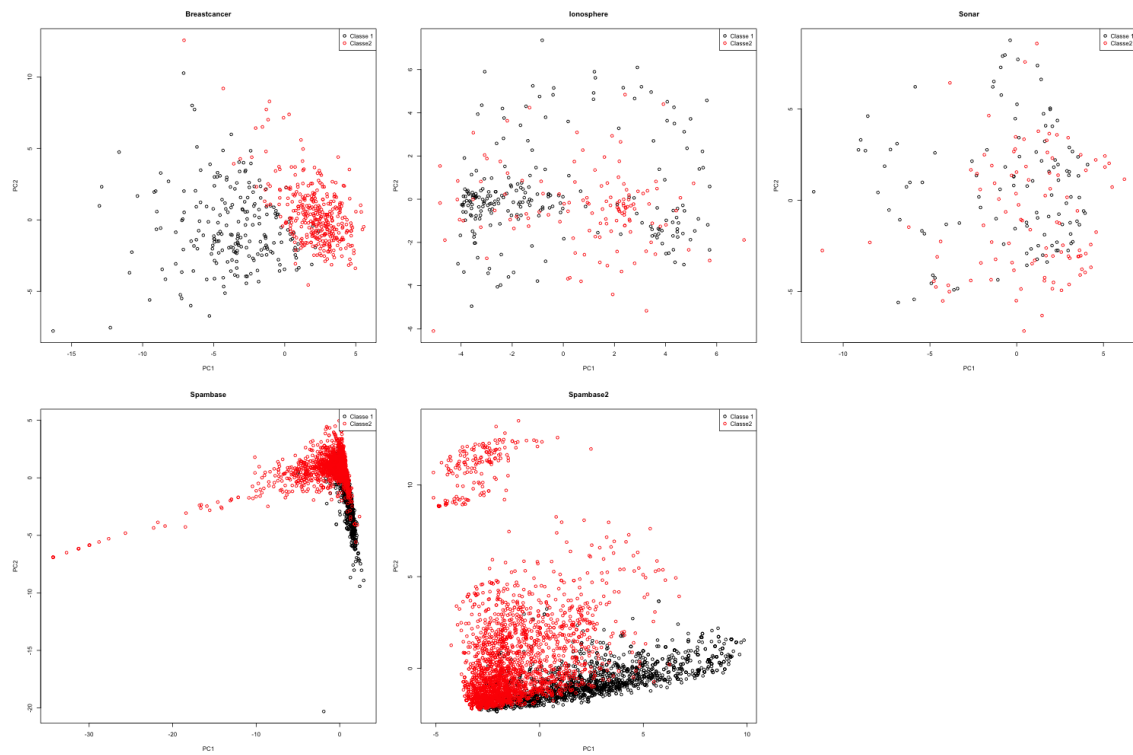 Breastcancer
Classe 1
Classe2
10
5
0
-5
PC2
-15
-10
-5
0
5
PC1
Ionosphere
Classe 1
Classe2
6
4
2
0
-2
-4
-6
PC2
-4
-2
0
2
4
6
PC1
Sonar
Classe 1
Classe2
5
0
-5
PC2
-10
-5
0
5
PC1
Spambase
Classe 1
Classe2
5
0
-5
-10
-15
-20
PC2
-30
-20
-10
0
PC1
Spambase2
Classe 1
Classe2
10
5
0
PC2
-5
0
5
10
PC1